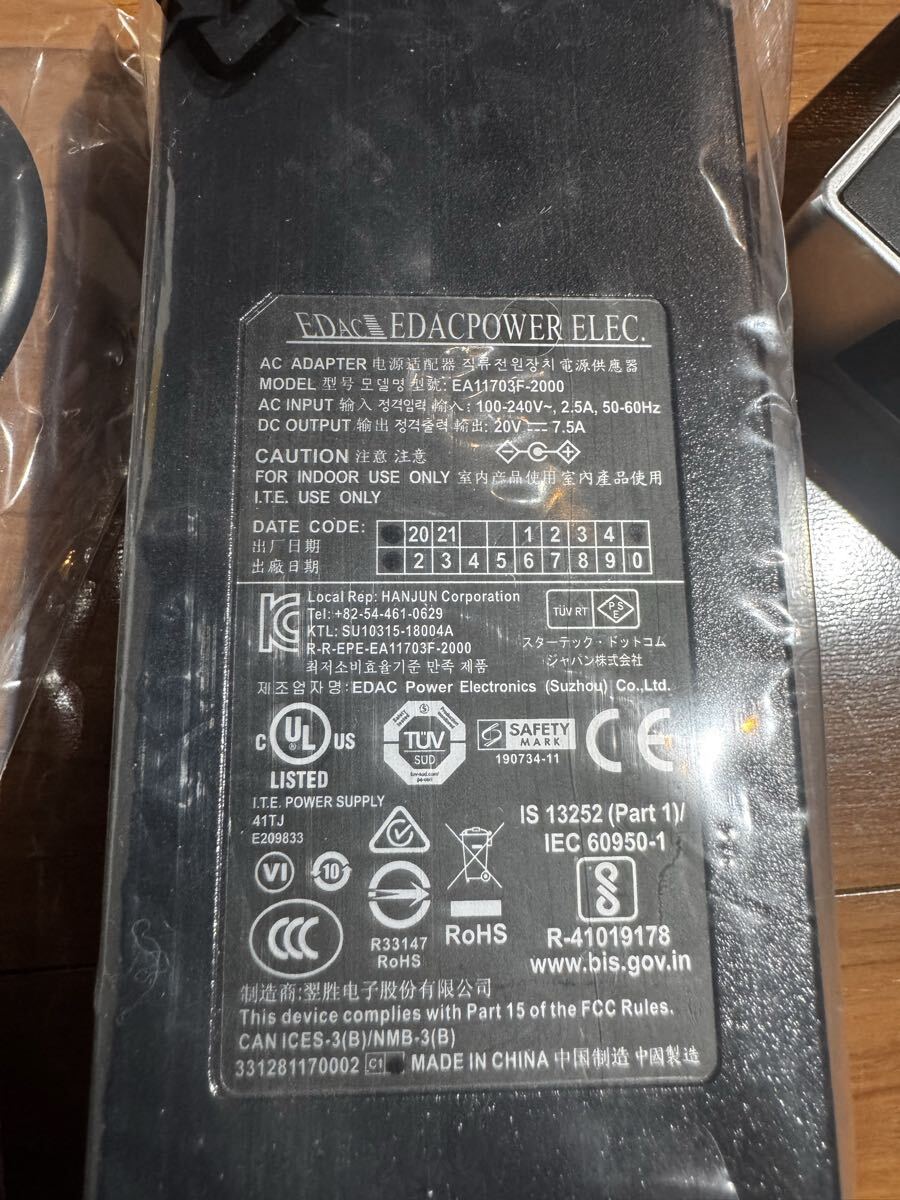 EDAC EDACPOWER ELEC.
AC ADAPTER 电源适配器 직류전원장치 電源供應器
MODEL 型号 모델명 型號: EA11703F-2000
AC INPUT 输入 정격입력 輸入: 100-240V~, 2.5A, 50-60Hz
DC OUTPUT 输出 정격출력 輸出: 20V ⎓ 7.5A
CAUTION 注意 注意
FOR INDOOR USE ONLY 室内产品使用 室內產品使用
I.T.E. USE ONLY
DATE CODE: 20 21 1 2 3 4
出厂日期
出廠日期 2 3 4 5 6 7 8 9 0
Local Rep: HANJUN Corporation
Tel: +82-54-461-0629
KTL: SU10315-18004A
R-R-EPE-EA11703F-2000
최저소비효율기준 만족 제품
TÜV RT PSE
スターテック・ドットコム
ジャパン株式会社
제조업자명: EDAC Power Electronics (Suzhou) Co.,Ltd.
C UL US
LISTED
I.T.E. POWER SUPPLY
41TJ
E209833
TÜV
SUD
SAFETY
MARK
190734-11
CE
IS 13252 (Part 1)/
IEC 60950-1
R-41019178
www.bis.gov.in
VI
10
CCC
R33147
RoHS
RoHS
制造商:翌胜电子股份有限公司
This device complies with Part 15 of the FCC Rules.
CAN ICES-3(B)/NMB-3(B)
331281170002 C1 MADE IN CHINA 中国制造 中國製造